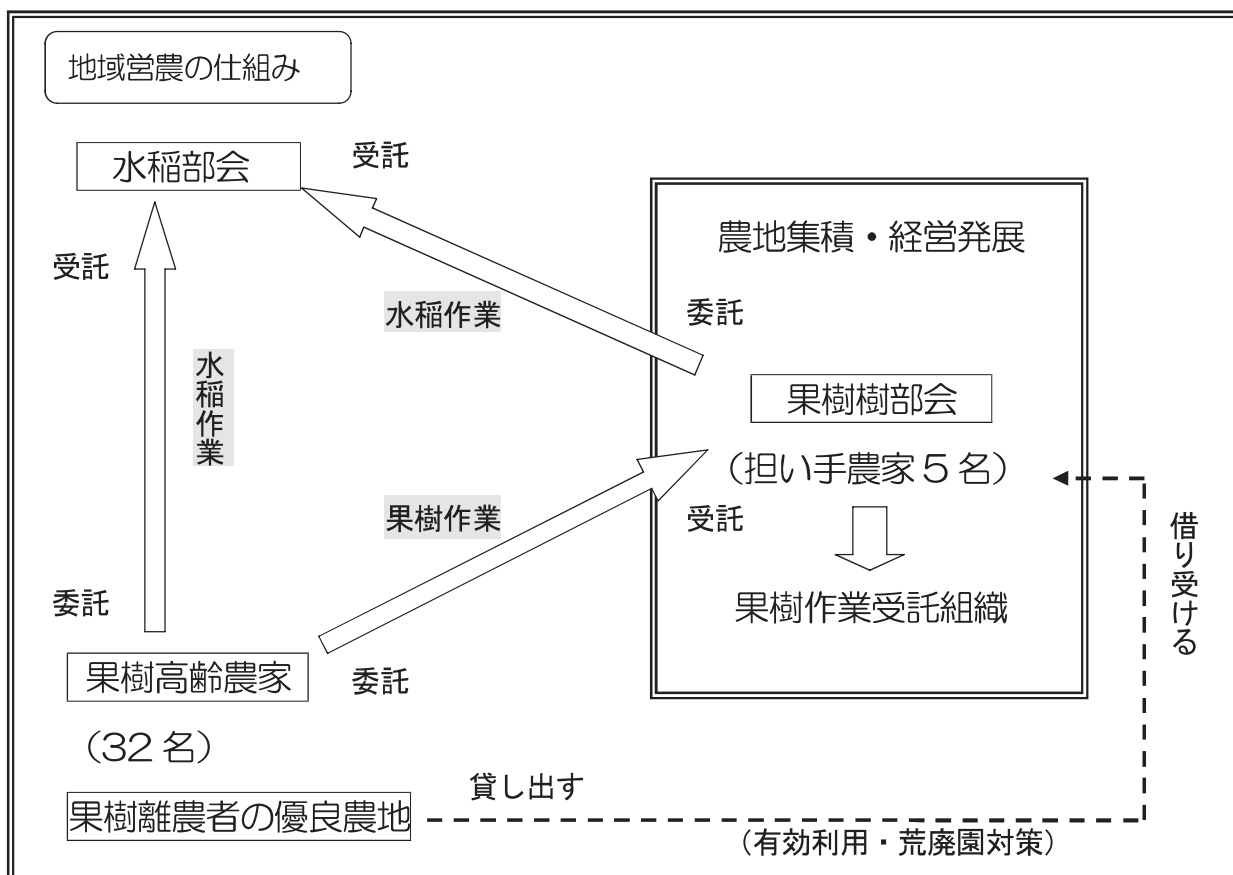 地域営農の仕組み
水稲部会
受託
農地集積・経営発展
受託
水稲作業
委託
水稲作業
果樹樹部会
(担い手農家5名)
果樹作業
受託
借り受ける
委託
果樹作業受託組織
果樹高齢農家
委託
(32名)
貸し出す
果樹離農者の優良農地
(有効利用・荒廃園対策)